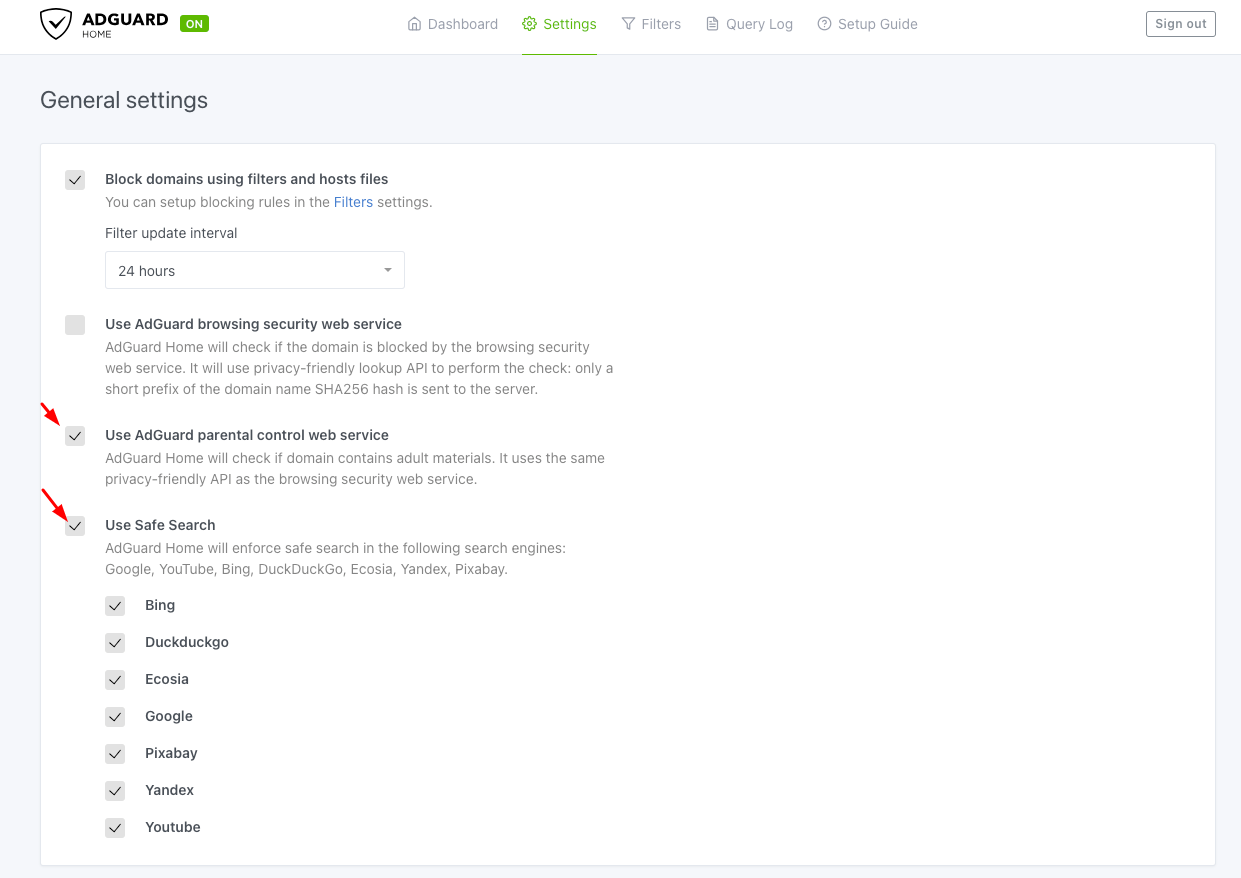 ADGUARD
HOME
ON
Dashboard
Settings
Filters
Query Log
Setup Guide
Sign out
General settings
Block domains using filters and hosts files
You can setup blocking rules in the Filters settings.
Filter update interval
24 hours
Use AdGuard browsing security web service
AdGuard Home will check if the domain is blocked by the browsing security
web service. It will use privacy-friendly lookup API to perform the check: only a
short prefix of the domain name SHA256 hash is sent to the server.
Use AdGuard parental control web service
AdGuard Home will check if domain contains adult materials. It uses the same
privacy-friendly API as the browsing security web service.
Use Safe Search
AdGuard Home will enforce safe search in the following search engines:
Google, YouTube, Bing, DuckDuckGo, Ecosia, Yandex, Pixabay.
Bing
Duckduckgo
Ecosia
Google
Pixabay
Yandex
Youtube